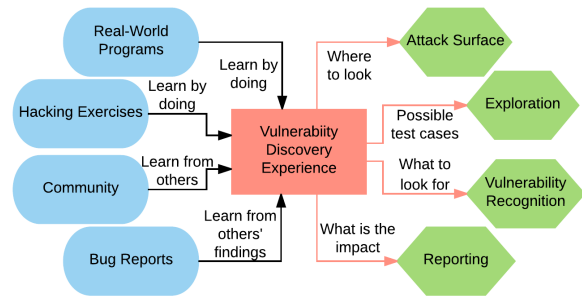 Real-World
Programs
Learn by
doing
Hacking Exercises
Learn by
doing
Community
Learn from
others
Bug Reports
Learn from
others'
findings
Vulnerabiity
Discovery
Experience
Where
to look
Attack Surface
Possible
test cases
Exploration
What to
look for
Vulnerability
Recognition
What is the
impact
Reporting